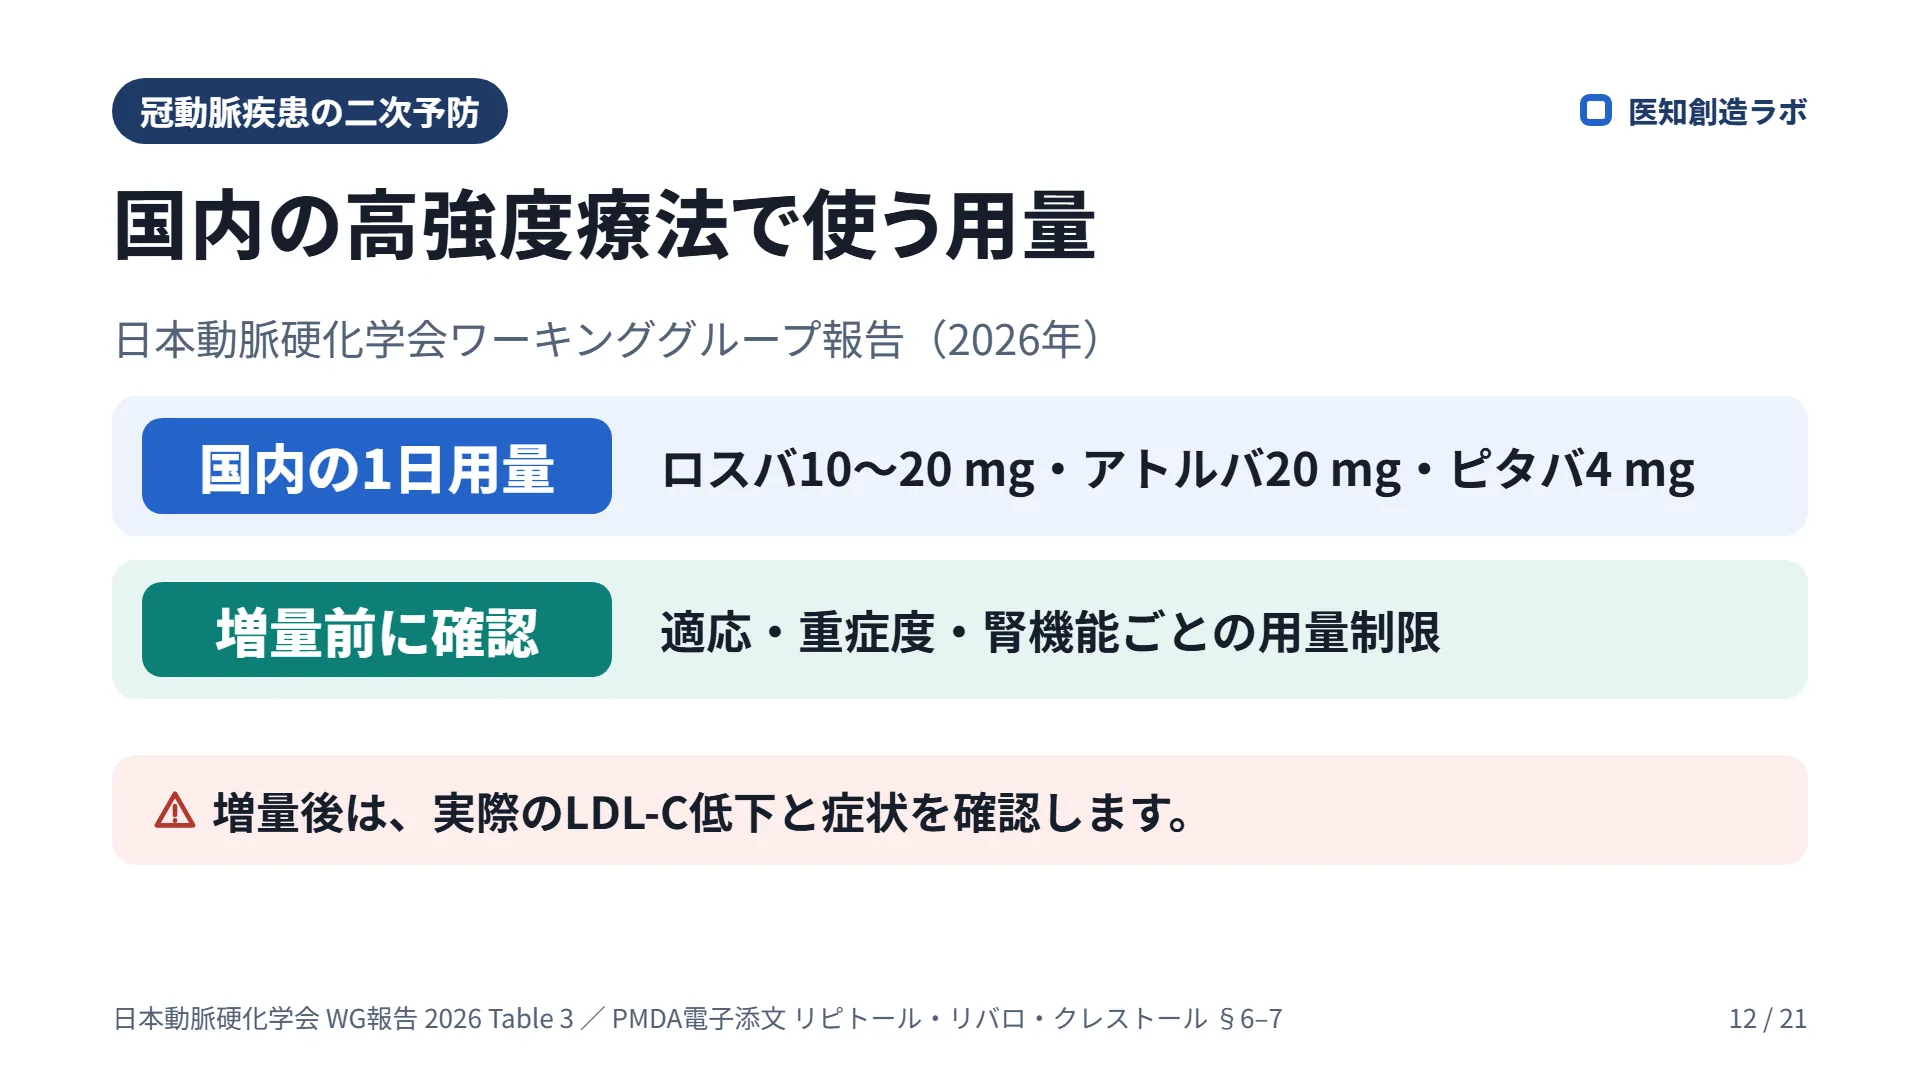 冠動脈疾患の二次予防
医知創造ラボ
国内の高強度療法で使う用量
日本動脈硬化学会ワーキンググループ報告（2026年）
国内の1日用量
ロスバ10〜20 mg・アトルバ20 mg・ピタバ4 mg
増量前に確認
適応・重症度・腎機能ごとの用量制限
増量後は、実際のLDL-C低下と症状を確認します。
日本動脈硬化学会 WG報告 2026 Table 3 ／ PMDA電子添文 リピトール・リバロ・クレストール §6–7
12 / 21